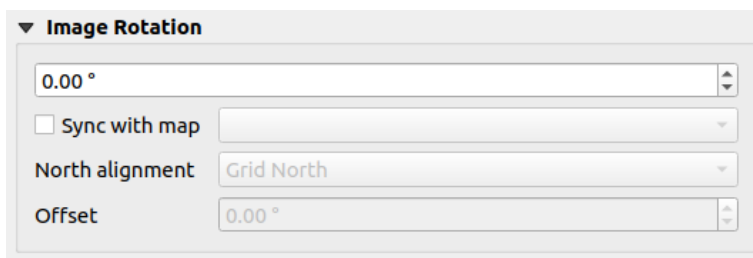 Image Rotation
0.00 °
Sync with map
North alignment Grid North
Offset 0.00 °